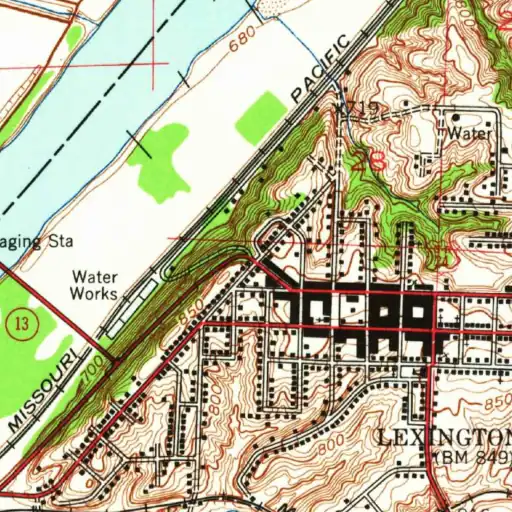 680
PACIFIC
719
Water
28
aging Sta
Water
Works
850
13
MISSOURI
700
800
850
800
LEXINGTON
(BM 849)
M